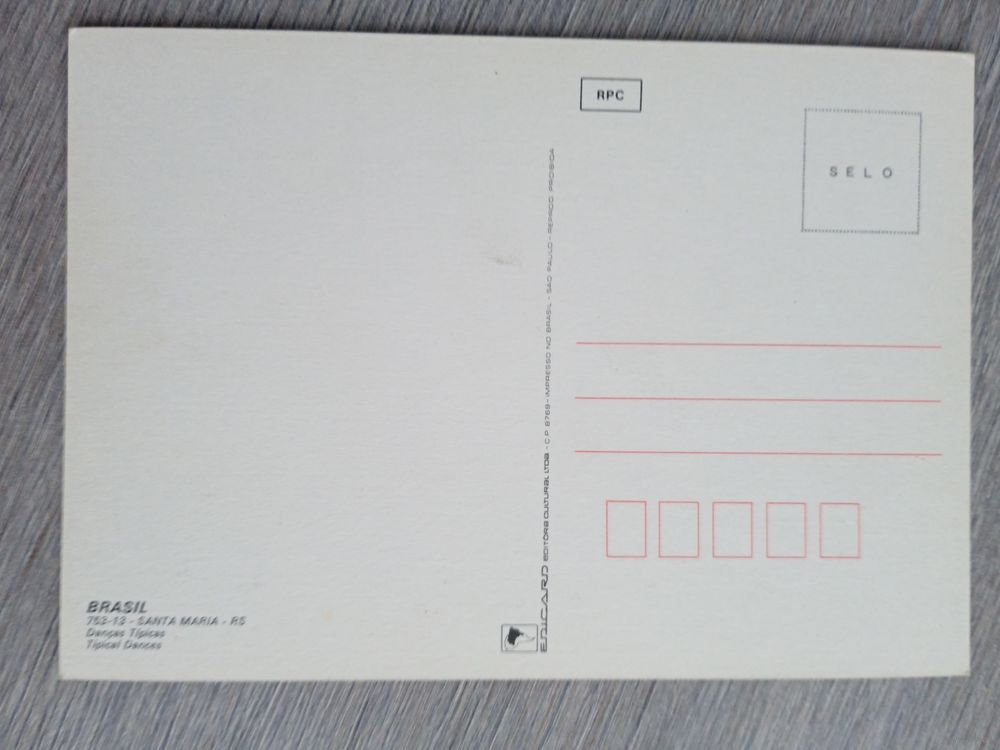 RPC
SELO
EDICARD EDITORA CULTURAL LTDA - C.P. 8769 - IMPRESSO NO BRASIL - SAO PAULO - REPROD. PROIBIDA
BRASIL
753-13 - SANTA MARIA - RS
Danças Típicas
Tipical Dances